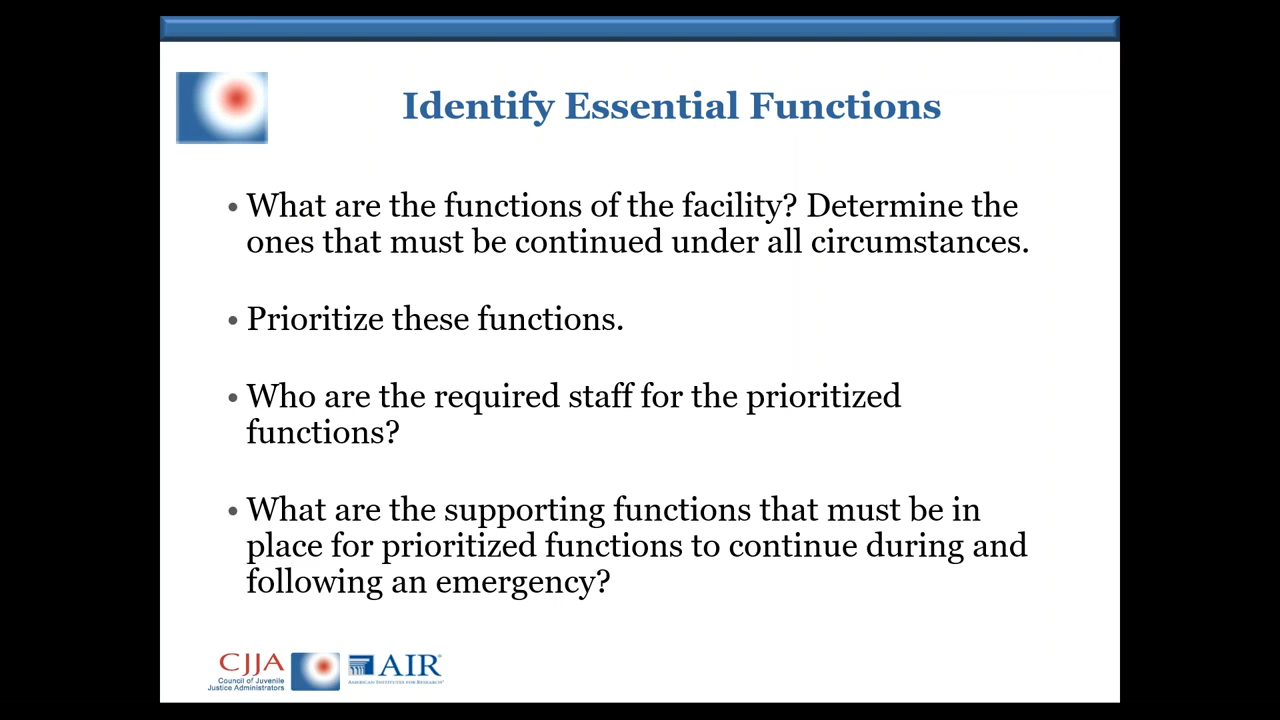 Identify Essential Functions
• What are the functions of the facility? Determine the
ones that must be continued under all circumstances.
• Prioritize these functions.
• Who are the required staff for the prioritized
functions?
• What are the supporting functions that must be in
place for prioritized functions to continue during and
following an emergency?
CJJA
Council of Juvenile
Justice Administrators
AIR®
AMERICAN INSTITUTES FOR RESEARCH®